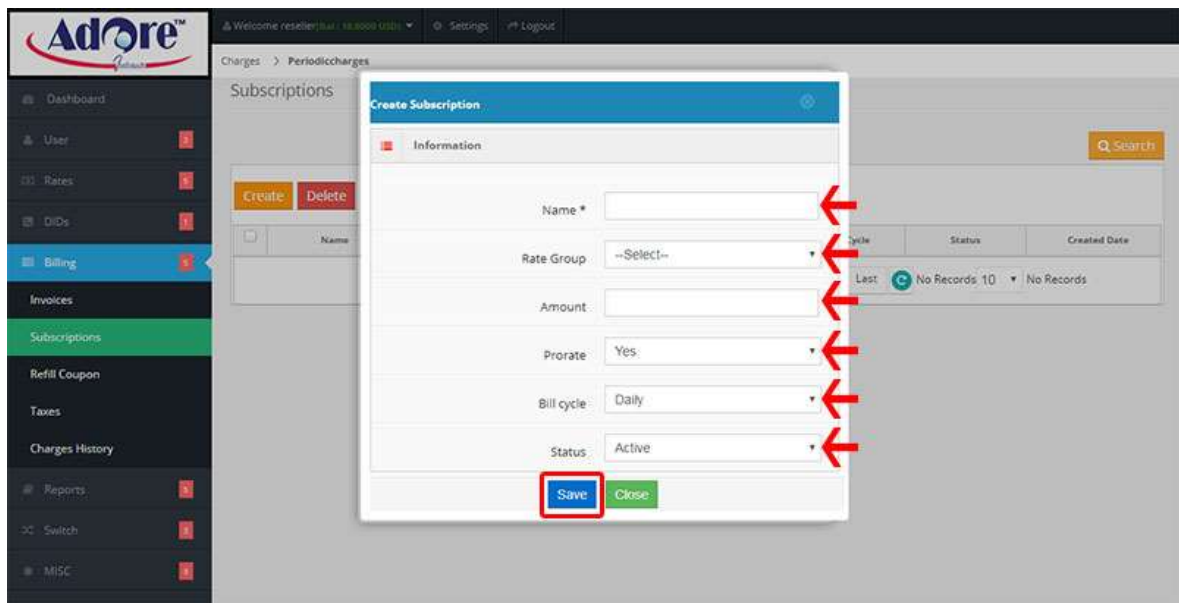 Adore™
Welcome reseller
Settings
Logout
Charges > Periodiccharges
Subscriptions
Dashboard
User
Rates
DIDs
Billing
Invoices
Subscriptions
Refill Coupon
Taxes
Charges History
Reports
Switch
MISC
Search
Create
Delete
Name
Cycle
Status
Created Date
Last
No Records 10
No Records
Create Subscription
Information
Name *
Rate Group
--Select--
Amount
Prorate
Yes
Bill cycle
Daily
Status
Active
Save
Close